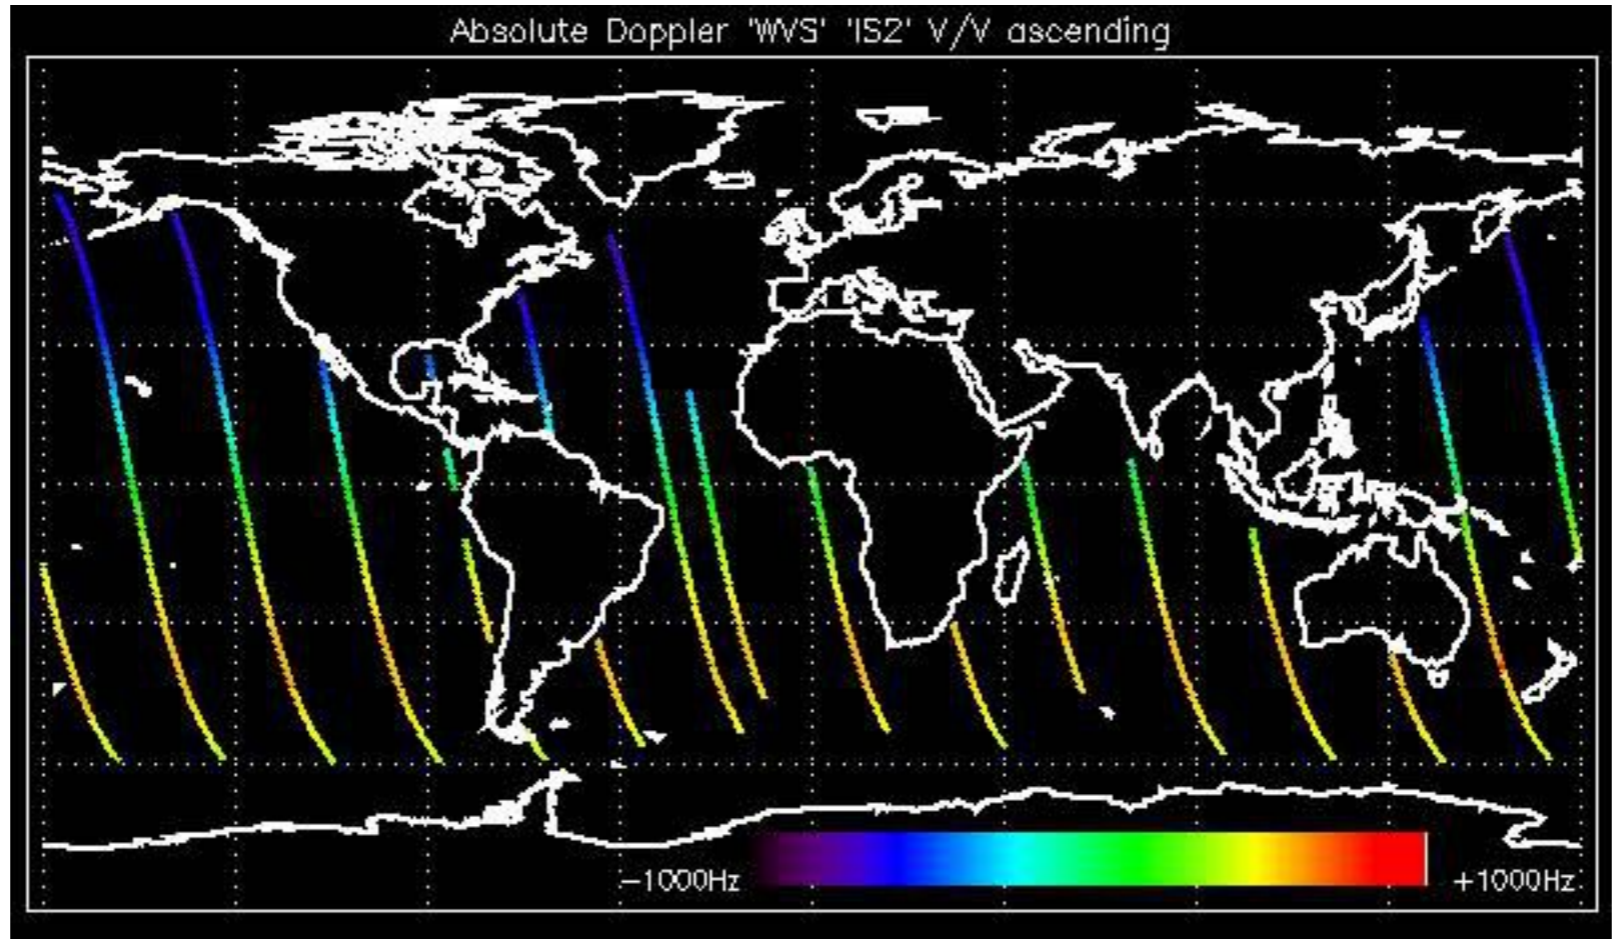 Absolute Doppler 'WVS' 'IS2' V/V ascending
−1000Hz +1000Hz